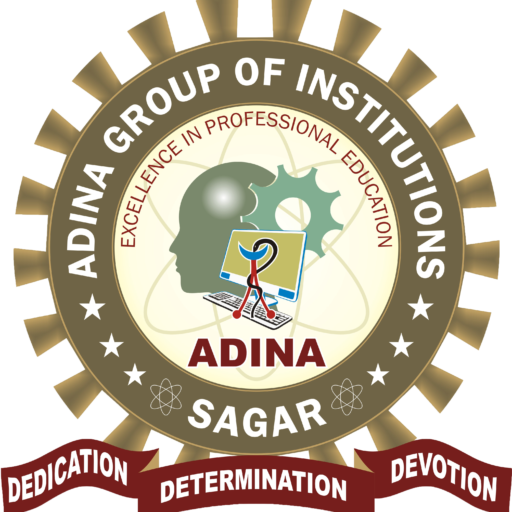 ADINA GROUP OF INSTITUTIONS
EXCELLENCE IN PROFESSIONAL EDUCATION
ADINA
SAGAR
DEDICATION
DETERMINATION
DEVOTION